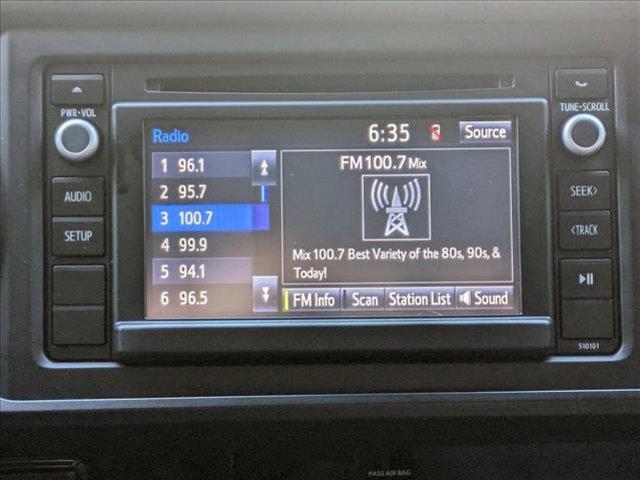 PWR•VOL
AUDIO
SETUP
Radio
6:35
Source
1 96.1
2 95.7
3 100.7
4 99.9
5 94.1
6 96.5
FM100.7 Mix
Mix 100.7 Best Variety of the 80s, 90s, &
Today!
FM Info
Scan
Station List
Sound
TUNE•SCROLL
SEEK>
<TRACK
510101
PASS AIR BAG